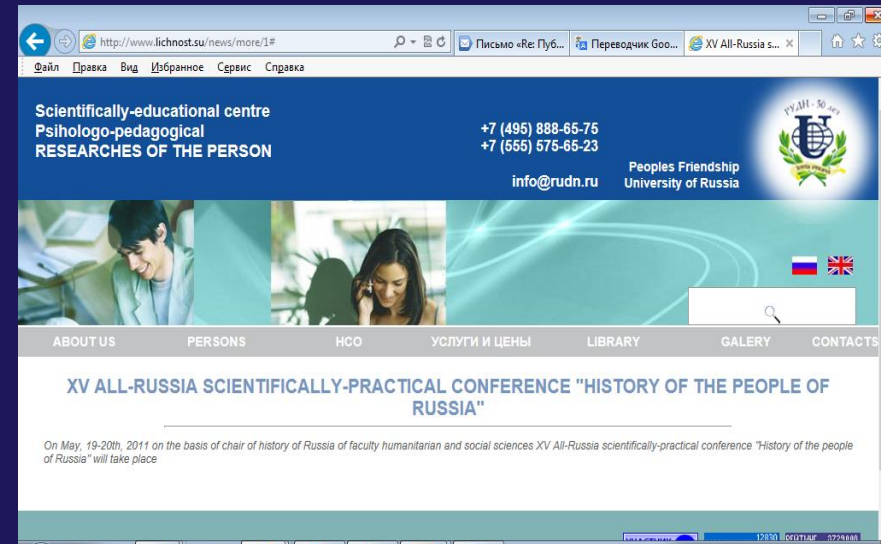 http://www.lichnost.su/news/more/1#
Письмо «Re: Пуб...
Переводчик Goo...
XV All-Russia s...
Файл Правка Вид Избранное Сервис Справка
Scientifically-educational centre
Psihologo-pedagogical
RESEARCHES OF THE PERSON
+7 (495) 888-65-75
+7 (555) 575-65-23
info@rudn.ru
Peoples Friendship
University of Russia
РУДН - 50 лет
ABOUT US PERSONS НСО УСЛУГИ И ЦЕНЫ LIBRARY GALERY CONTACTS
XV ALL-RUSSIA SCIENTIFICALLY-PRACTICAL CONFERENCE "HISTORY OF THE PEOPLE OF
RUSSIA"
On May, 19-20th, 2011 on the basis of chair of history of Russia of faculty humanitarian and social sciences XV All-Russia scientifically-practical conference "History of the people
of Russia" will take place
УЧАСТНИК
12830